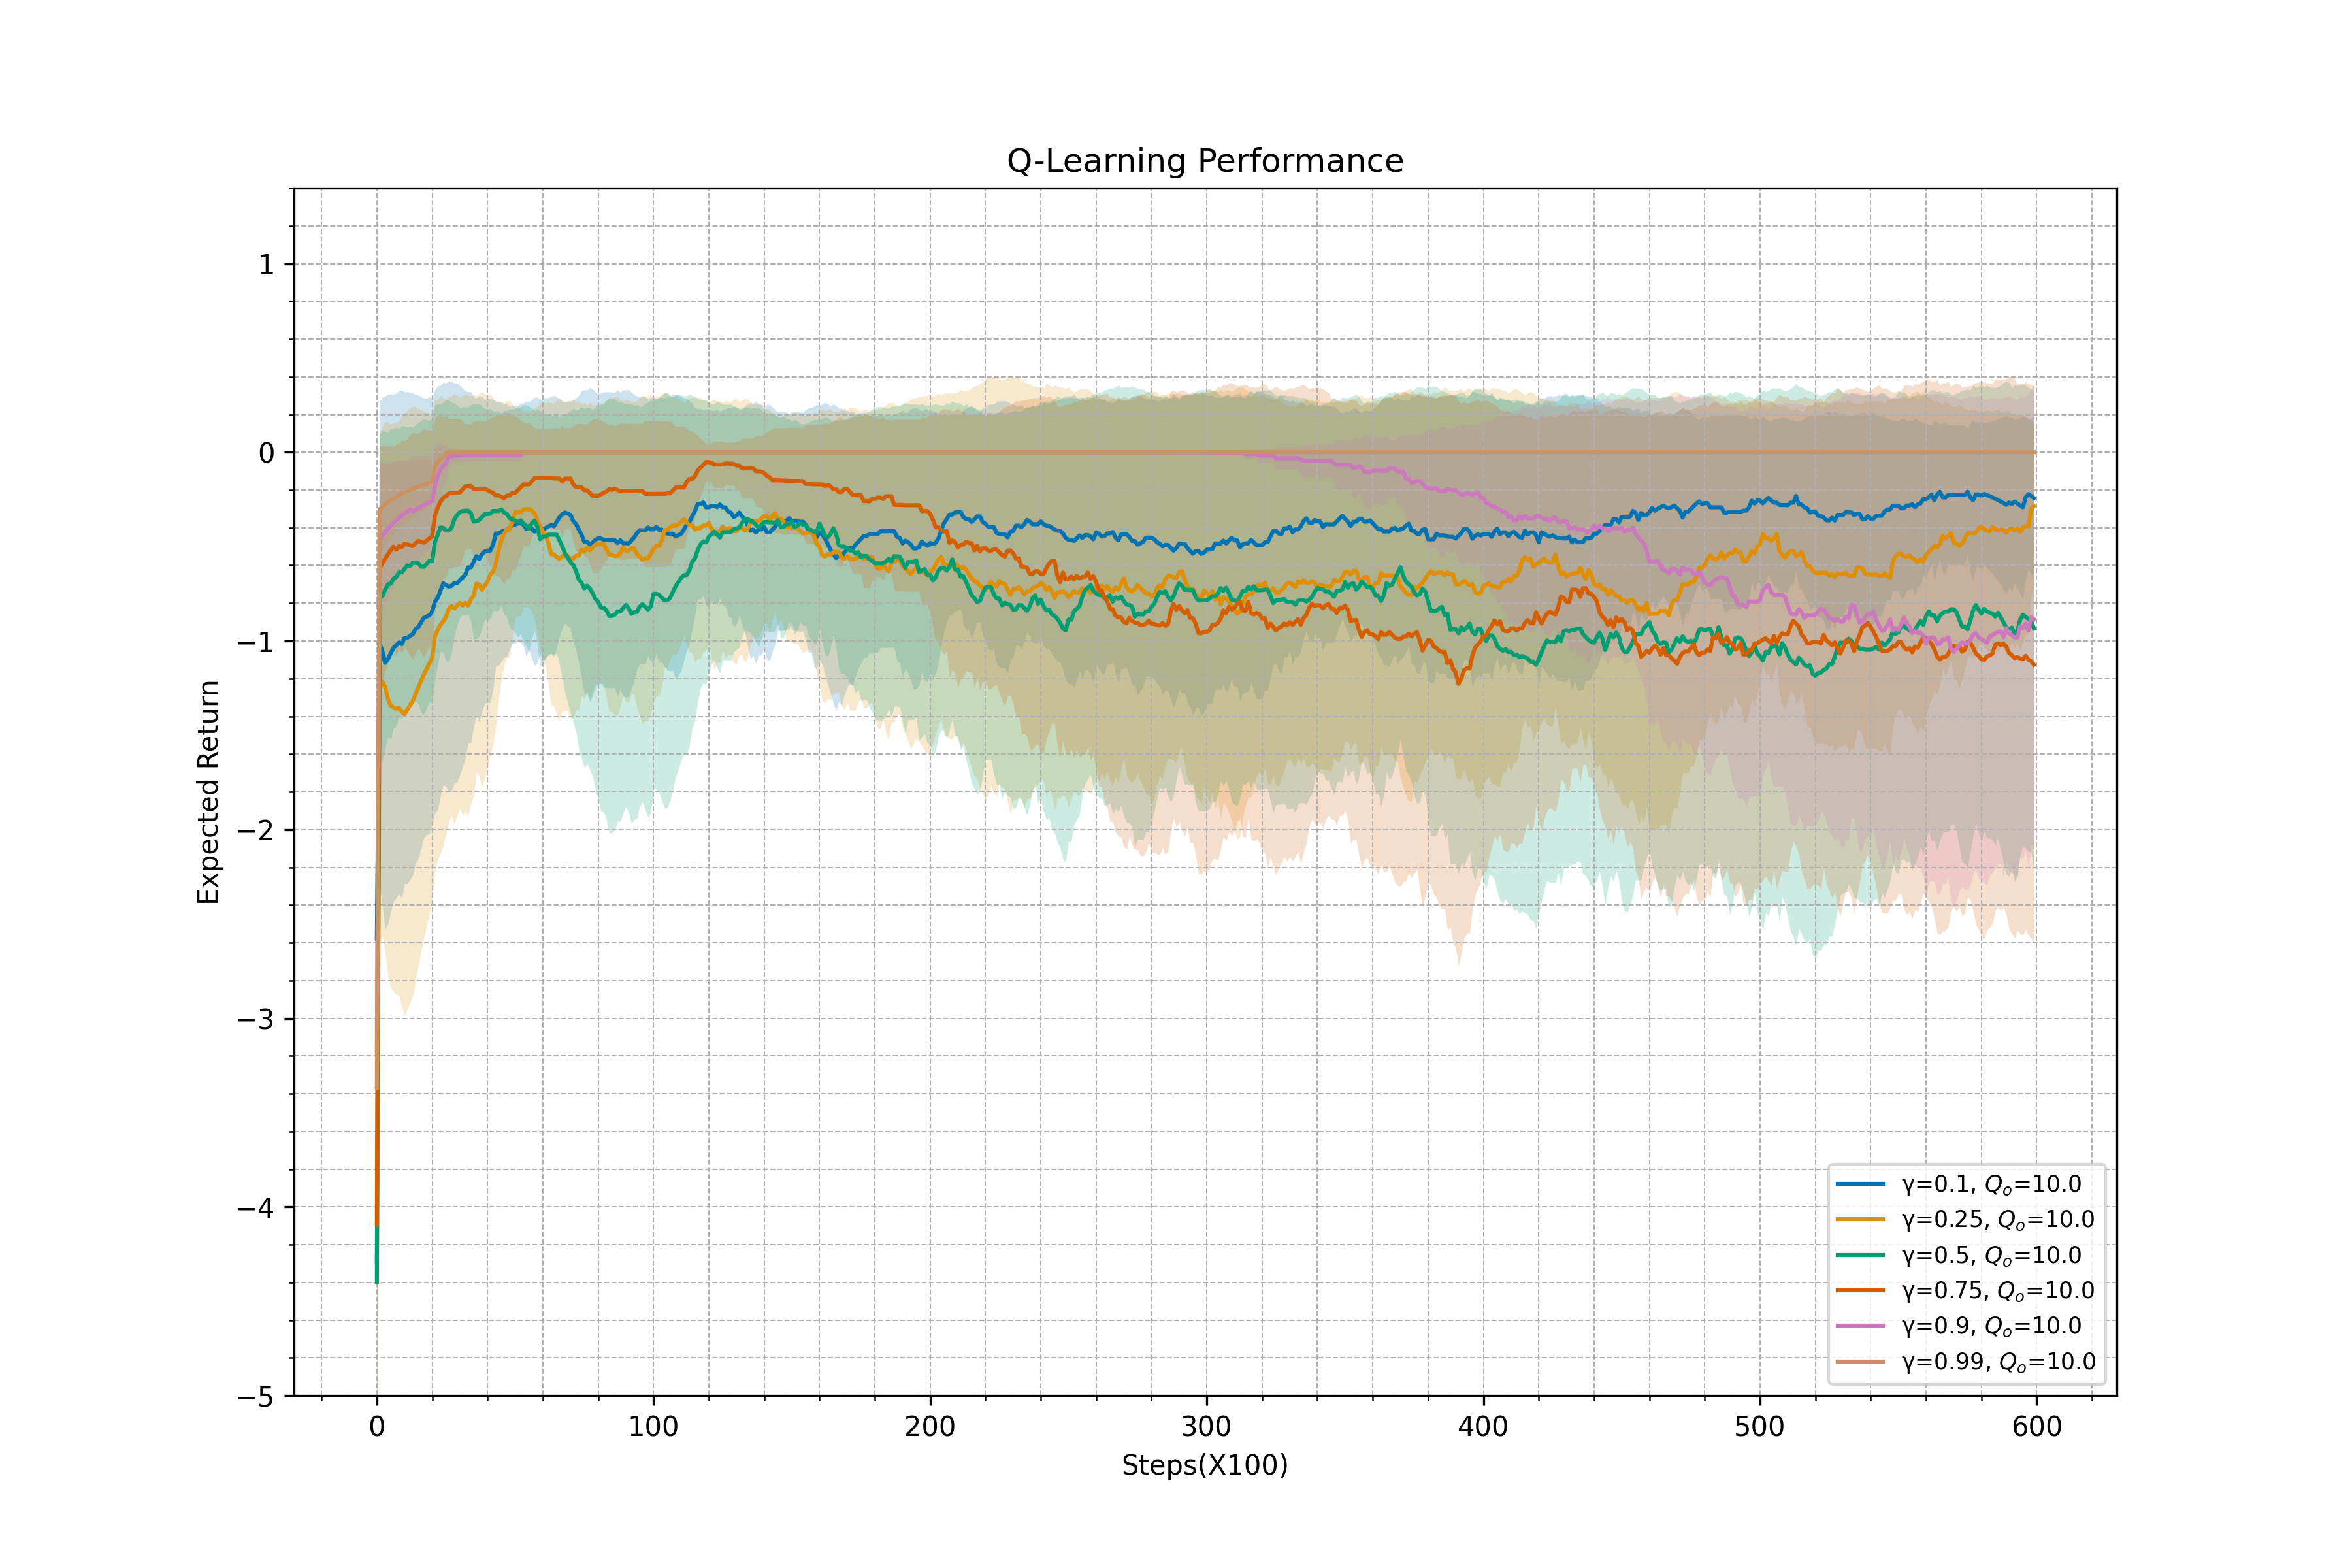 Q-Learning Performance
Expected Return
1
0
−1
−2
−3
−4
−5
0 100 200 300 400 500 600
Steps(X100)
γ=0.1, Qₒ=10.0
γ=0.25, Qₒ=10.0
γ=0.5, Qₒ=10.0
γ=0.75, Qₒ=10.0
γ=0.9, Qₒ=10.0
γ=0.99, Qₒ=10.0